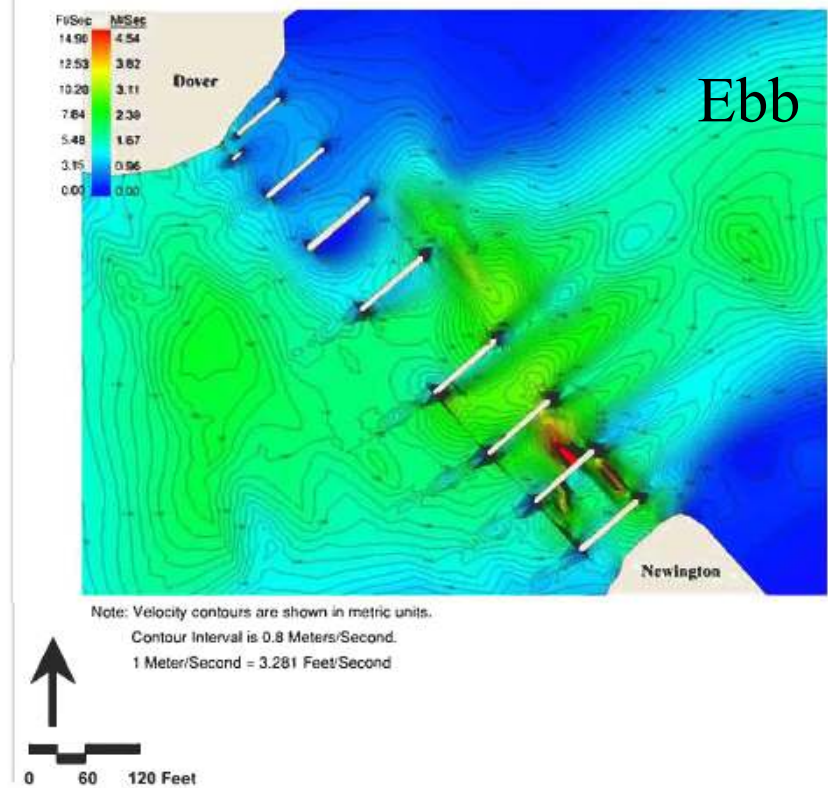 Ft/Sec M/Sec
14.90 4.54
12.53 3.82
10.20 3.11
7.84 2.39
5.48 1.67
3.15 0.96
0.00 0.00
Dover
Ebb
Newington
Note: Velocity contours are shown in metric units.
Contour Interval is 0.8 Meters/Second.
1 Meter/Second = 3.281 Feet/Second
0 60 120 Feet